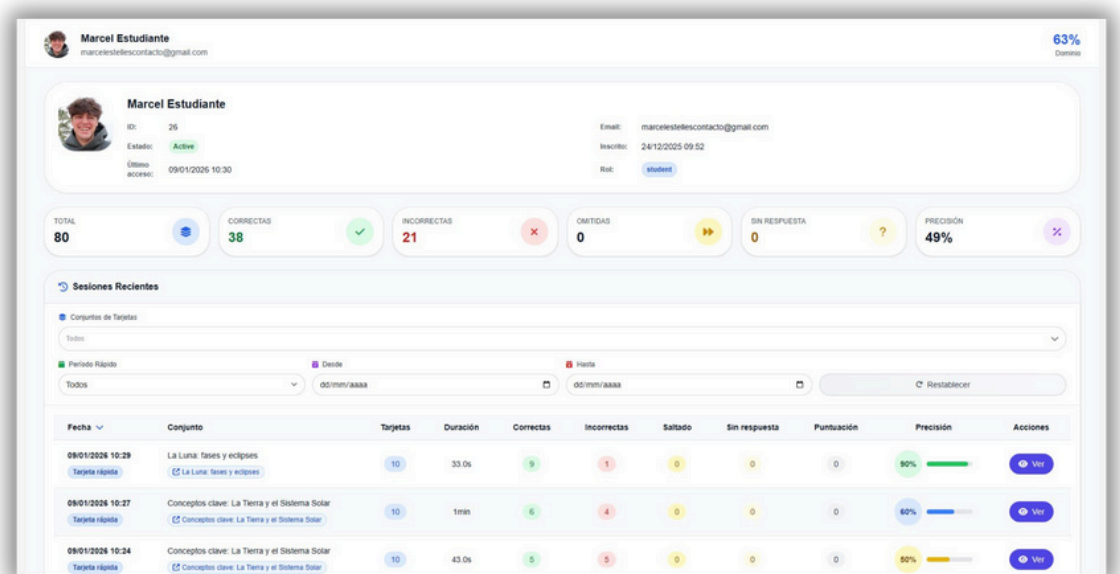 Marcel Estudiante
marcelestellescontacto@gmail.com
63%
Dominio
Marcel Estudiante
ID: 26
Estado: Active
Último acceso: 09/01/2026 10:30
Email: marcelestellescontacto@gmail.com
Inscrito: 24/12/2025 09:52
Rol: student
TOTAL
80
CORRECTAS
38
INCORRECTAS
21
OMITIDAS
0
SIN RESPUESTA
0
PRECISIÓN
49%
Sesiones Recientes
Conjuntos de Tarjetas
Todos
Período Rápido Desde Hasta
Todos dd/mm/aaaa dd/mm/aaaa Restablecer
Fecha Conjunto Tarjetas Duración Correctas Incorrectas Saltado Sin respuesta Puntuación Precisión Acciones
09/01/2026 10:29 La Luna: fases y eclipses
Tarjeta rápida La Luna: fases y eclipses 10 33.0s 9 1 0 0 0 90% Ver
09/01/2026 10:27 Conceptos clave: La Tierra y el Sistema Solar
Tarjeta rápida Conceptos clave: La Tierra y el Sistema Solar 10 1min 6 4 0 0 0 60% Ver
09/01/2026 10:24 Conceptos clave: La Tierra y el Sistema Solar
Tarjeta rápida Conceptos clave: La Tierra y el Sistema Solar 10 43.0s 5 5 0 0 0 50% Ver